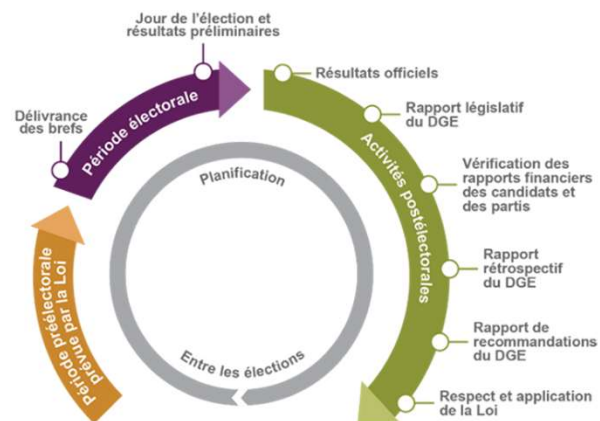 Jour de l'élection et
résultats préliminaires
Délivrance
des brefs
Période électorale
Résultats officiels
Rapport législatif
du DGE
Vérification des
rapports financiers
des candidats et
des partis
Rapport
rétrospectif
du DGE
Rapport de
recommandations
du DGE
Respect et application
de la Loi
Activités postélectorales
Planification
Entre les élections
Période préélectorale
prévue par la Loi